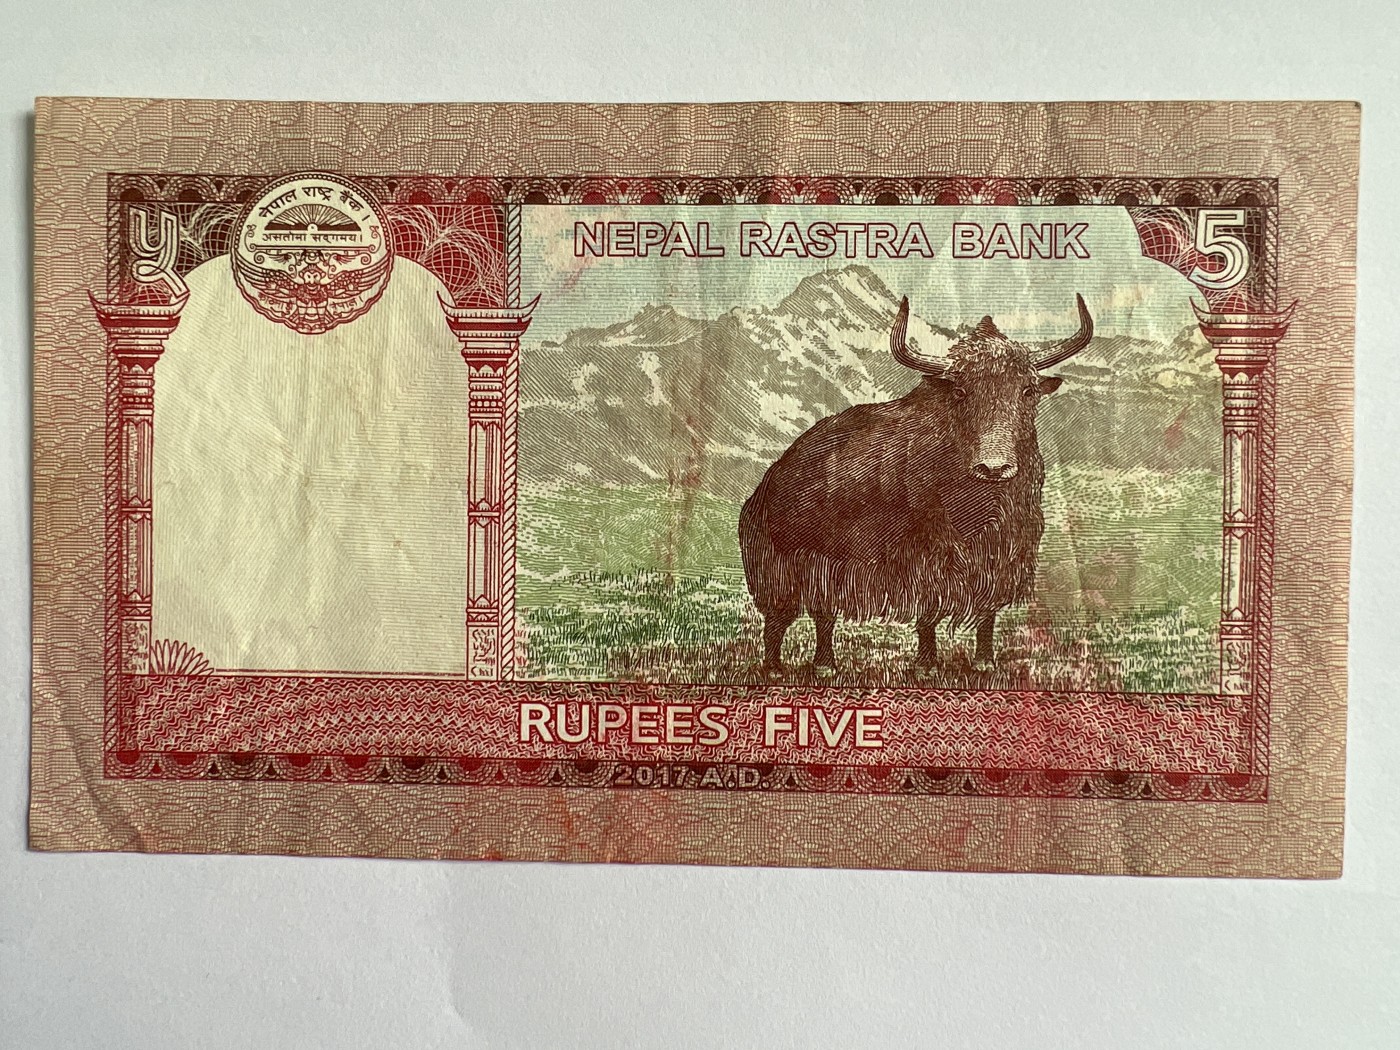 नेपाल राष्ट्र बैंक।
असतोमा सद्‌गमय।
५
5
NEPAL RASTRA BANK
RUPEES FIVE
2017 A.D.